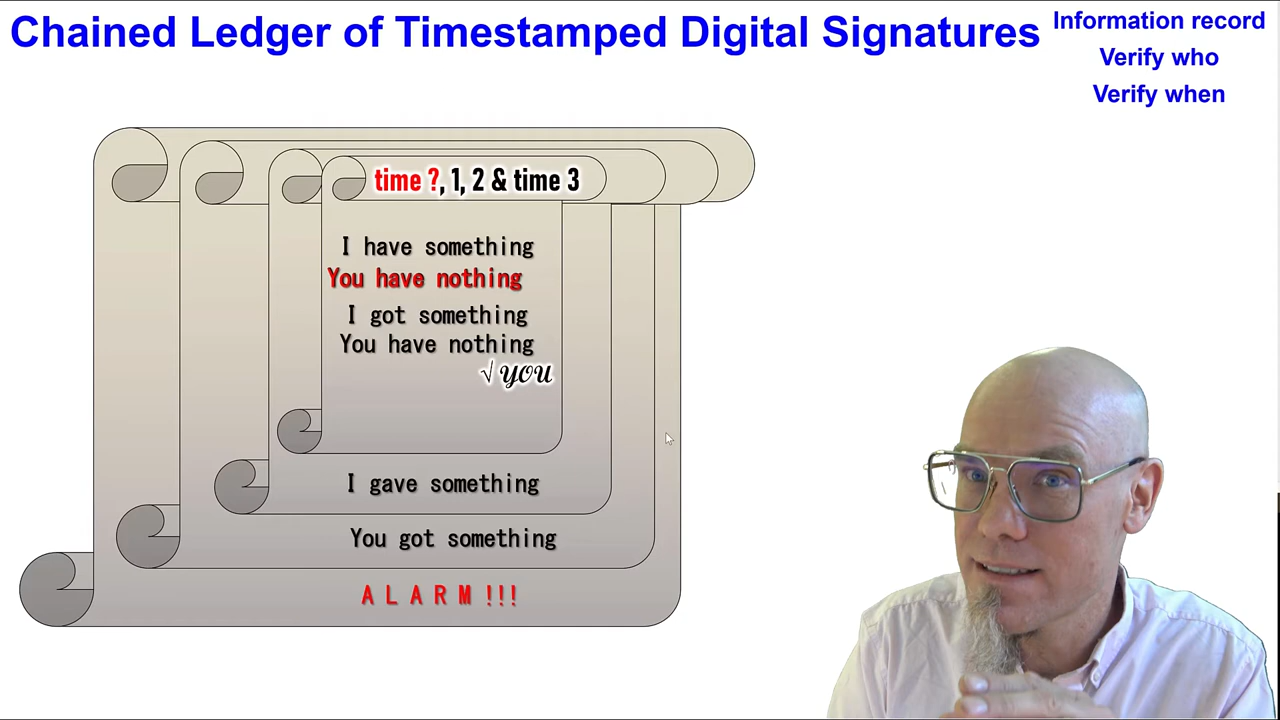 Chained Ledger of Timestamped Digital Signatures
Information record
Verify who
Verify when
time ?, 1, 2 & time 3
I have something
You have nothing
I got something
You have nothing
√ you
I gave something
You got something
A L A R M !!!